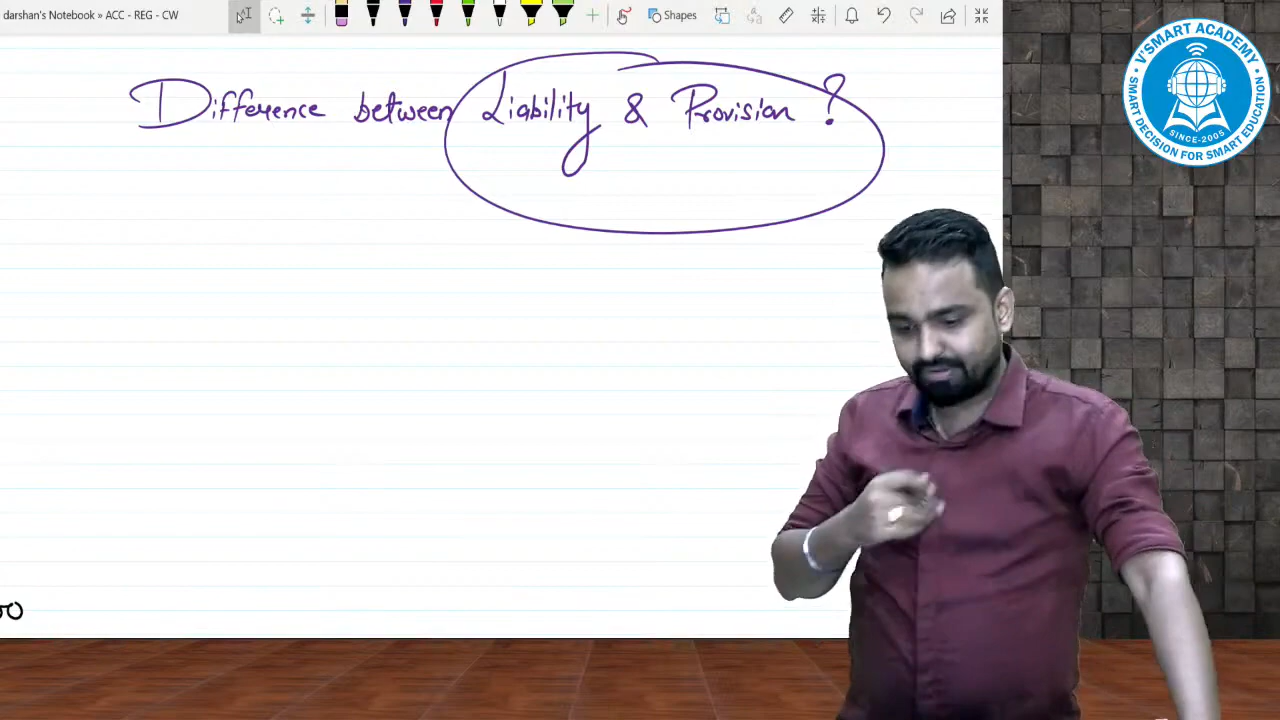 darshan's Notebook » ACC - REG - CW
Shapes
Difference between Liability & Provision ?
V'SMART ACADEMY
SINCE-2005
SMART DECISION FOR SMART EDUCATION